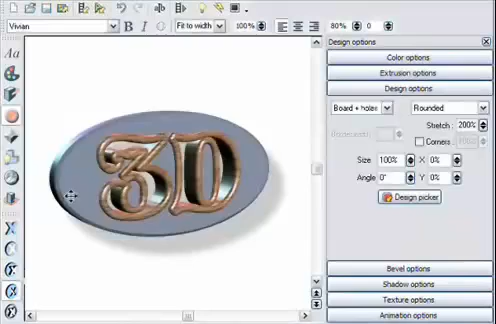 Vivian
B I
Fit to width 100% 80% 0
Design options
Aa
Color options
Extrusion options
Design options
Board + holes Rounded
Stretch: 200%
Corners: 100%
Size 100% X 0%
Angle 0° Y 0%
Design picker
3D
Bevel options
Shadow options
Texture options
Animation options